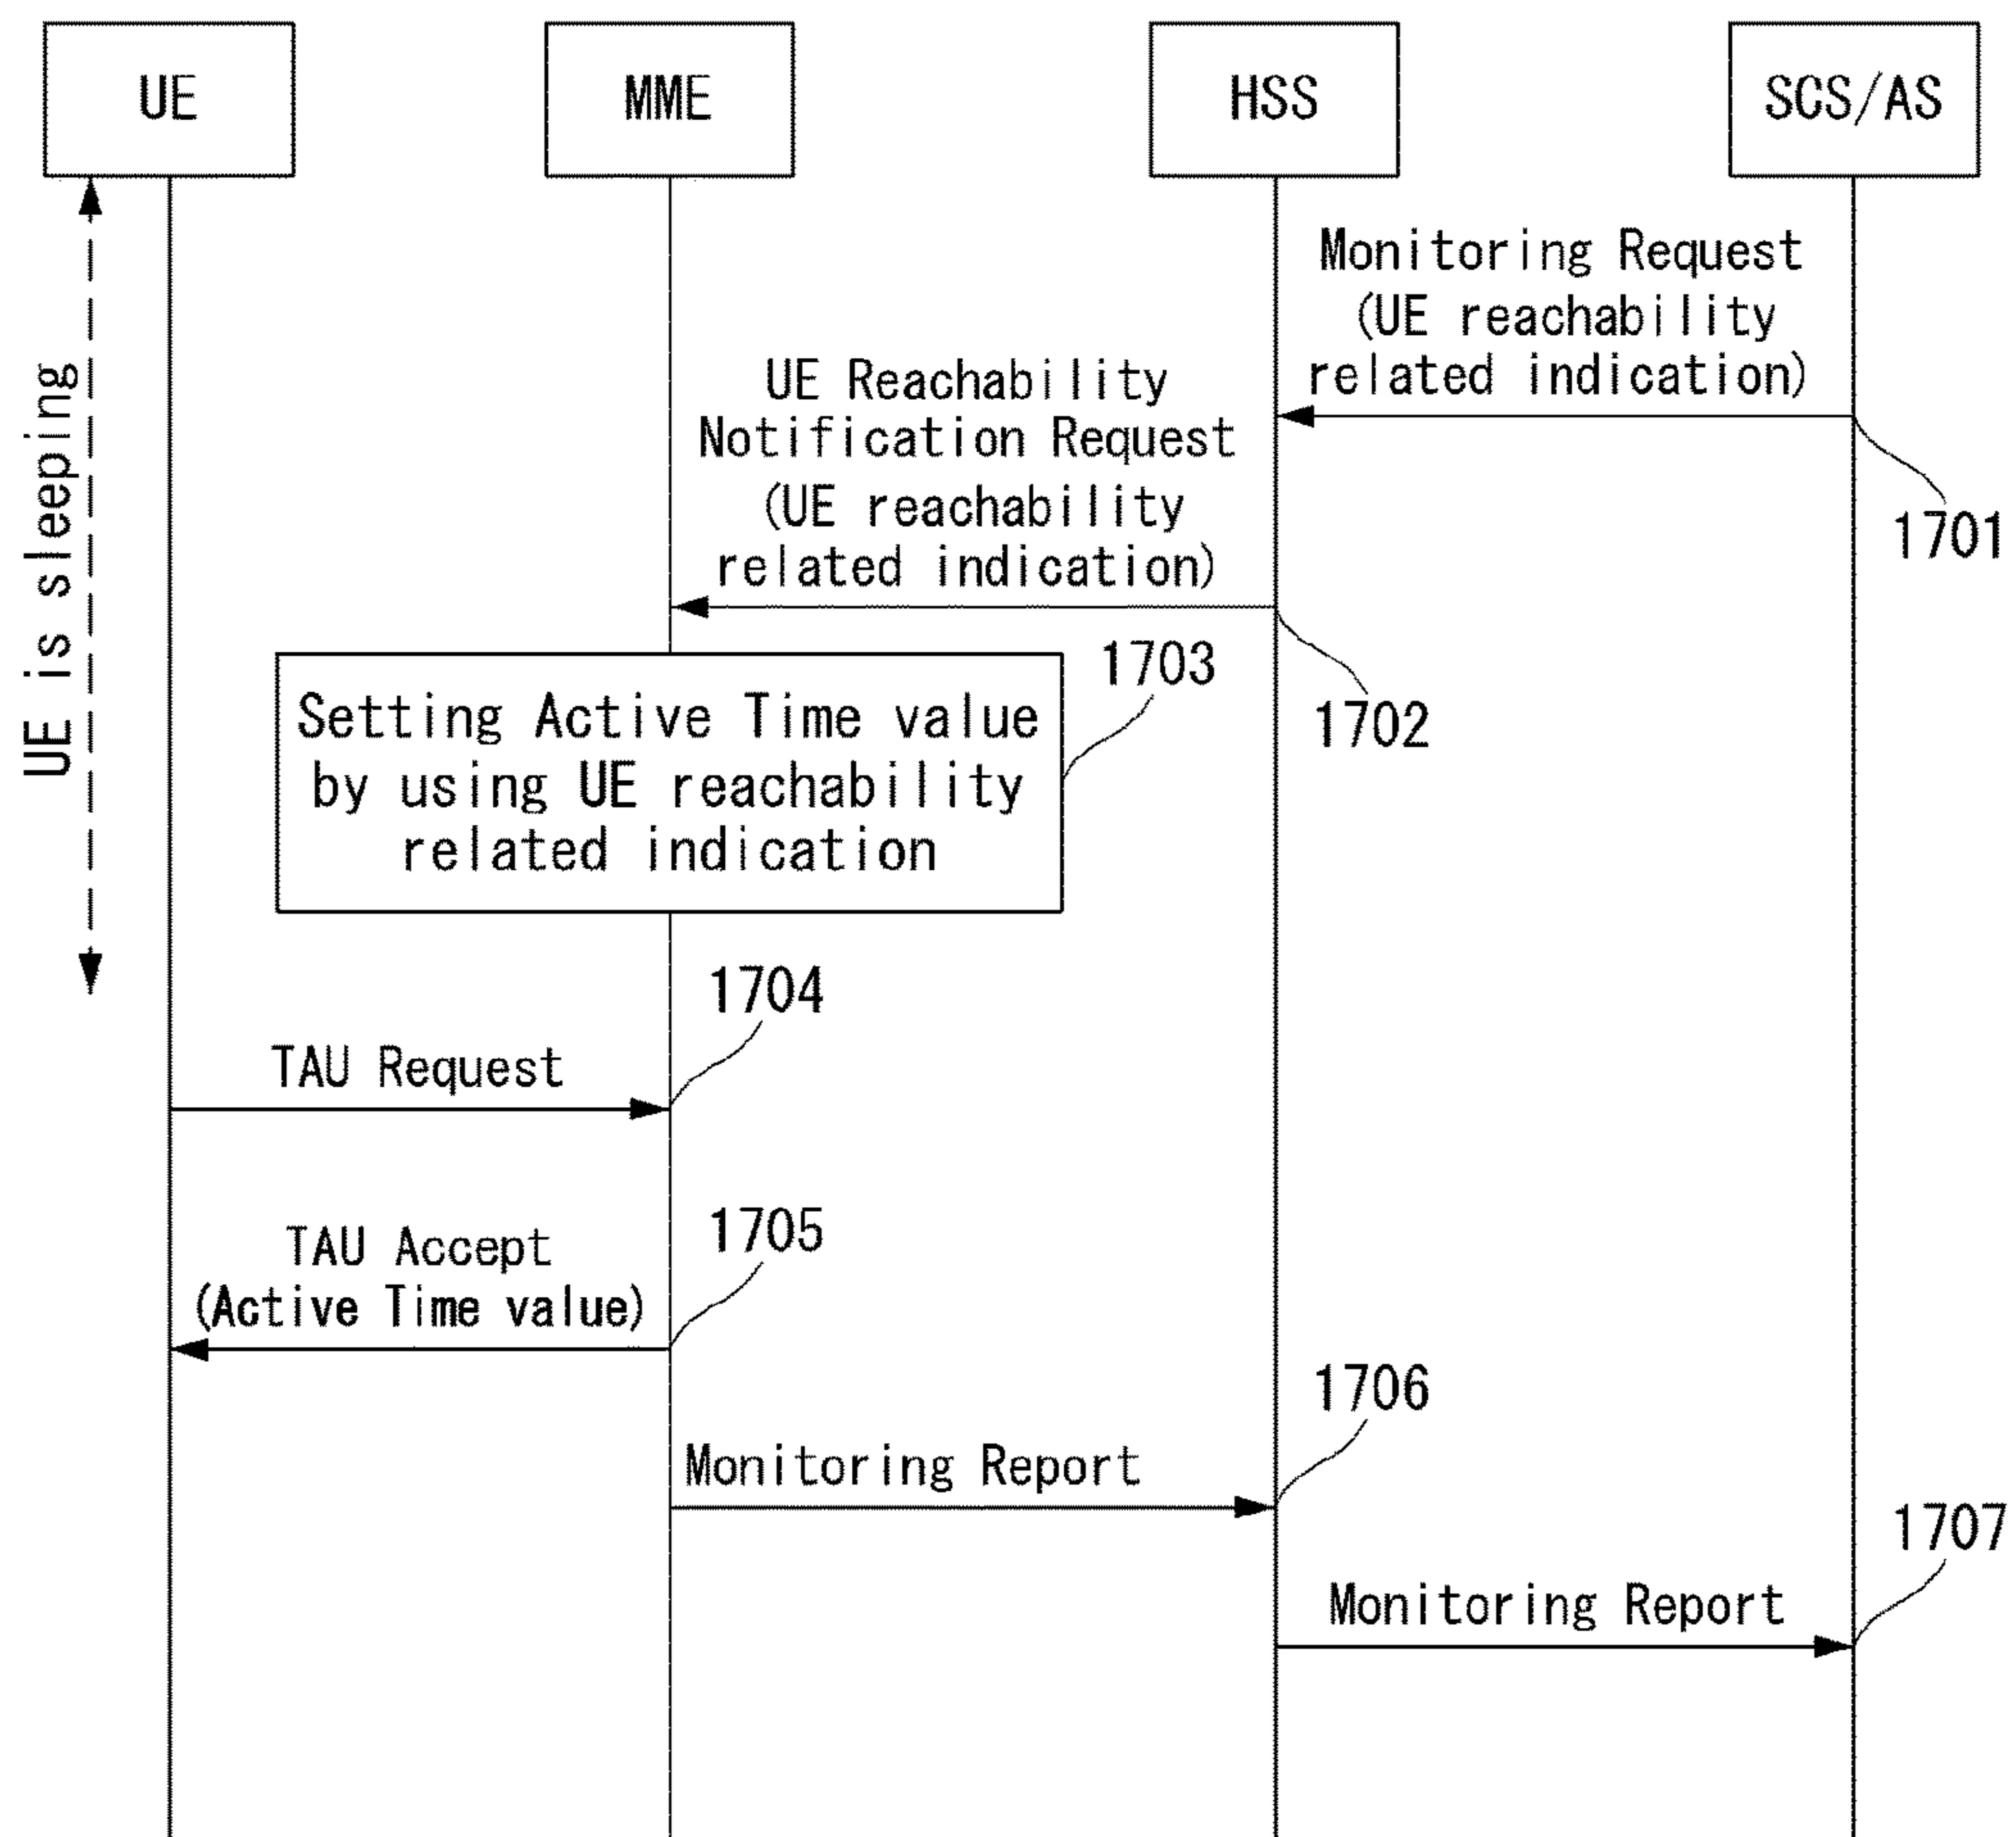 UE
MME
HSS
SCS/AS
UE is sleeping
Monitoring Request
(UE reachability
related indication)
1701
UE Reachability
Notification Request
(UE reachability
related indication)
1702
1703
Setting Active Time value
by using UE reachability
related indication
1704
TAU Request
1705
TAU Accept
(Active Time value)
1706
Monitoring Report
1707
Monitoring Report